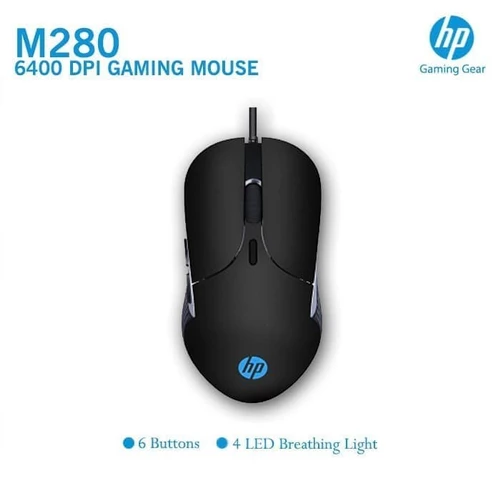 M280
6400 DPI GAMING MOUSE
hp
Gaming Gear
hp
6 Buttons
4 LED Breathing Light